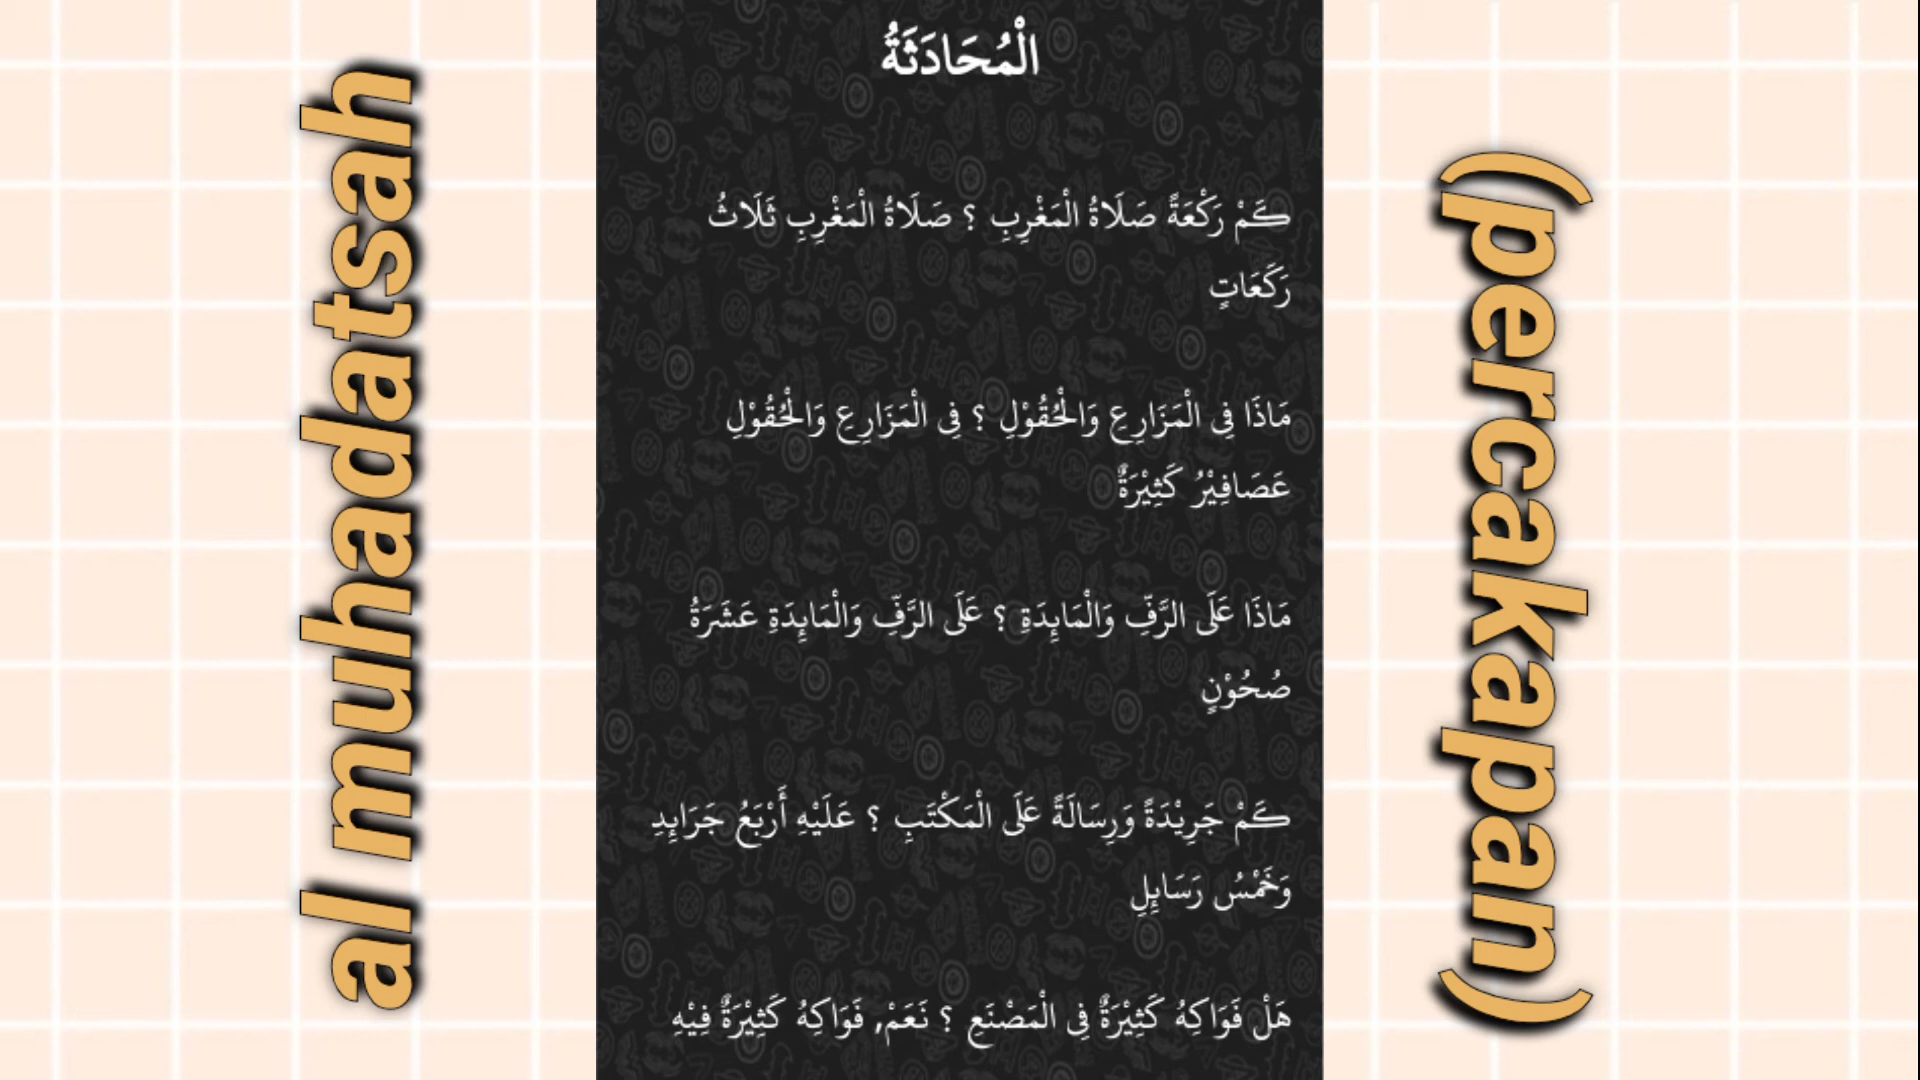 al muhadatsah
الْمُحَادَثَةُ
كَمْ رَكْعَةً صَلَاةُ الْمَغْرِبِ ؟ صَلَاةُ الْمَغْرِبِ ثَلَاثُ
رَكَعَاتٍ
مَاذَا فِى الْمَزَارِعِ وَالْحُقُوْلِ ؟ فِى الْمَزَارِعِ وَالْحُقُوْلِ
عَصَافِيْرُ كَثِيْرَةٌ
مَاذَا عَلَى الرَّفِّ وَالْمَائِدَةِ ؟ عَلَى الرَّفِّ وَالْمَائِدَةِ عَشَرَةُ
صُحُوْنٍ
كَمْ جَرِيْدَةً وَرِسَالَةً عَلَى الْمَكْتَبِ ؟ عَلَيْهِ أَرْبَعُ جَرَائِدِ
وَخَمْسُ رَسَائِلِ
هَلْ فَوَاكِهُ كَثِيْرَةٌ فِى الْمَصْنَعِ ؟ نَعَمْ, فَوَاكِهُ كَثِيْرَةٌ فِيْهِ
(percakapan)